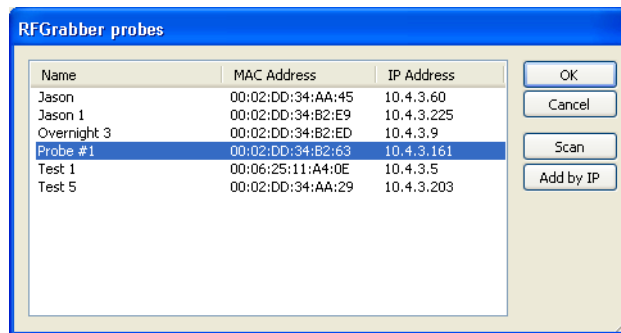 RFGrabber probes
Name MAC Address IP Address
Jason 00:02:DD:34:AA:45 10.4.3.60
Jason 1 00:02:DD:34:B2:E9 10.4.3.225
Overnight 3 00:02:DD:34:B2:ED 10.4.3.9
Probe #1 00:02:DD:34:B2:63 10.4.3.161
Test 1 00:06:25:11:A4:0E 10.4.3.5
Test 5 00:02:DD:34:AA:29 10.4.3.203
OK
Cancel
Scan
Add by IP